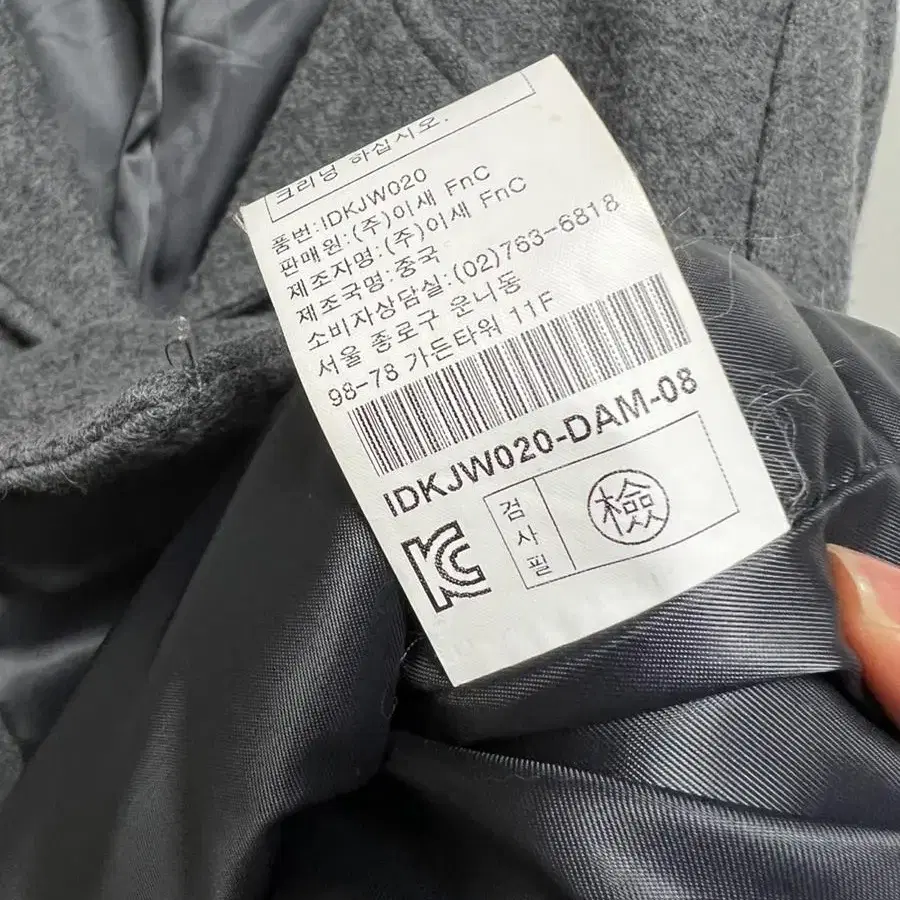 크리닝 하십시오.
품번:IDKJW020
판매원:(주)이새 FnC
제조자명:(주)이새 FnC
제조국명:중국
소비자상담실:(02)763-6818
서울 종로구 운니동
98-78 가든타워 11F
IDKJW020-DAM-08
KC
검사필
檢